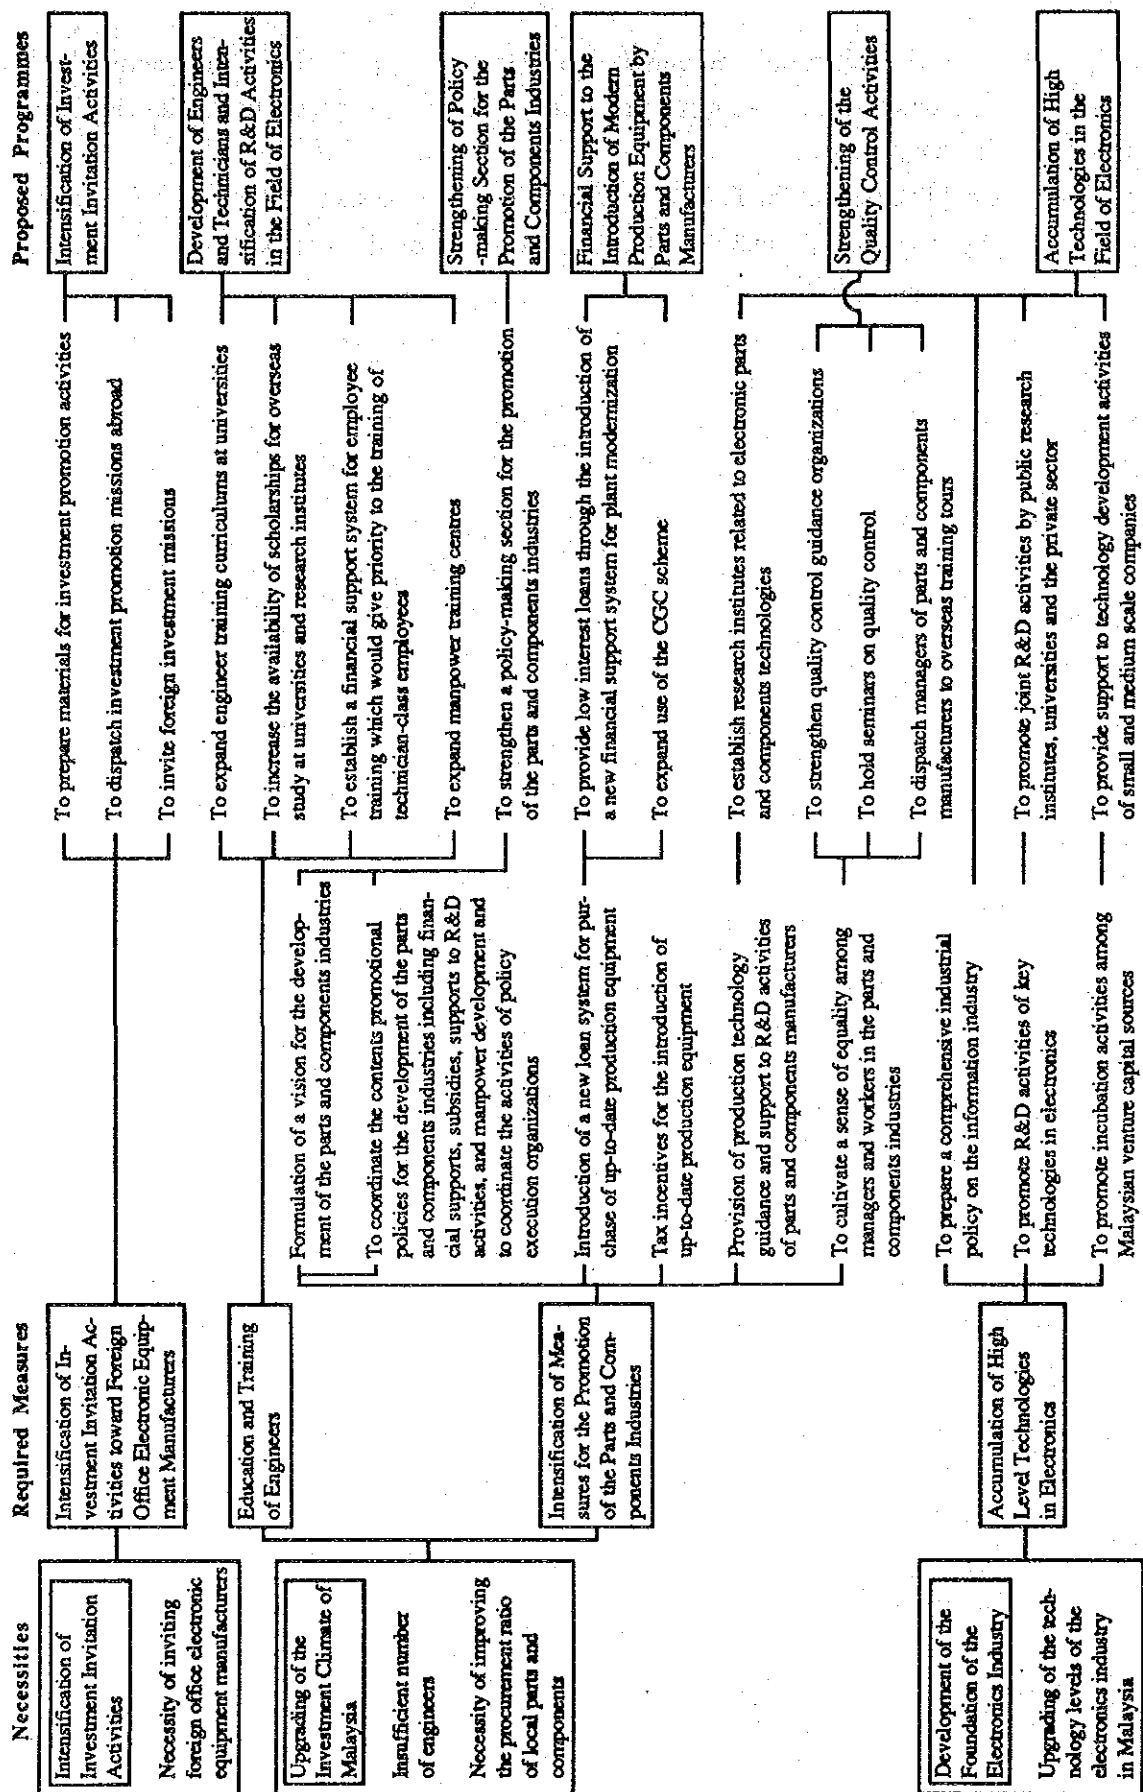 Necessities
Required Measures
Proposed Programmes
Intensification of
Investment Invitation
Activities
Necessity of inviting
foreign office electronic
equipment manufacturers
Upgrading of the
Investment Climate of
Malaysia
Insufficient number
of engineers
Necessity of improving
the procurement ratio
of local parts and
components
Development of the
Foundation of the
Electronics Industry
Upgrading of the tech-
nology levels of the
electronics industry
in Malaysia
Intensification of In-
vestment Invitation Ac-
tivities toward Foreign
Office Electronic Equip-
ment Manufacturers
Education and Training
of Engineers
Intensification of Mea-
sures for the Promotion
of the Parts and Com-
ponents Industries
Accumulation of High
Level Technologies
in Electronics
Formulation of a vision for the develop-
ment of the parts and components industries
To coordinate the contents promotional
policies for the development of the parts
and components industries including finan-
cial supports, subsidies, supports to R&D
activities, and manpower development and
to coordinate the activities of policy
execution organizations
Introduction of a new loan system for pur-
chase of up-to-date production equipment
Tax incentives for the introduction of
up-to-date production equipment
Provision of production technology
guidance and support to R&D activities
of parts and components manufacturers
To cultivate a sense of equality among
managers and workers in the parts and
components industries
To prepare a comprehensive industrial
policy on the information industry
To promote R&D activities of key
technologies in electronics
To promote incubation activities among
Malaysian venture capital sources
To prepare materials for investment promotion activities
To dispatch investment promotion missions abroad
To invite foreign investment missions
To expand engineer training curriculums at universities
To increase the availability of scholarships for overseas
study at universities and research institutes
To establish a financial support system for employee
training which would give priority to the training of
technician-class employees
To expand manpower training centres
To strengthen a policy-making section for the promotion
of the parts and components industries
To provide low interest loans through the introduction of
a new financial support system for plant modernization
To expand use of the CGC scheme
To establish research institutes related to electronic parts
and components technologies
To strengthen quality control guidance organizations
To hold seminars on quality control
To dispatch managers of parts and components
manufacturers to overseas training tours
To promote joint R&D activities by public research
institutes, universities and the private sector
To provide support to technology development activities
of small and medium scale companies
Intensification of Invest-
ment Invitation Activities
Development of Engineers
and Technicians and Inten-
sification of R&D Activities
in the Field of Electronics
Strengthening of Policy
-making Section for the
Promotion of the Parts
and Components Industries
Financial Support to the
Introduction of Modern
Production Equipment by
Parts and Components
Manufacturers
Strengthening of the
Quality Control Activities
Accumulation of High
Technologies in the
Field of Electronics